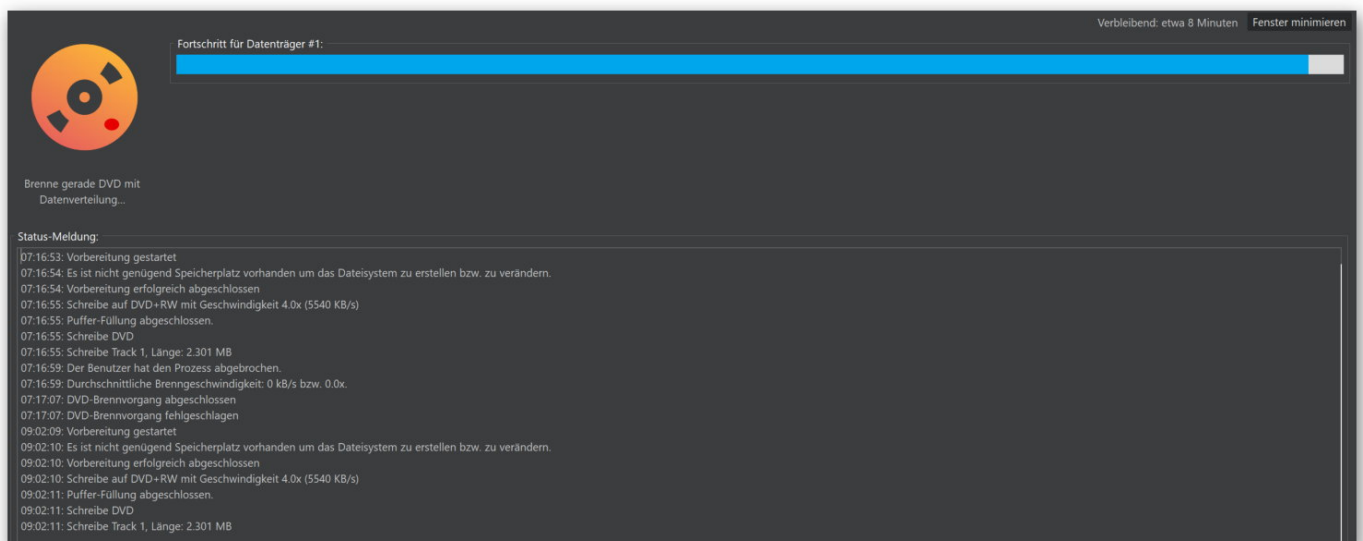 Verbleibend: etwa 8 Minuten Fenster minimieren
Fortschritt für Datenträger #1:
Brenne gerade DVD mit
Datenverteilung...
Status-Meldung:
07:16:53: Vorbereitung gestartet
07:16:54: Es ist nicht genügend Speicherplatz vorhanden um das Dateisystem zu erstellen bzw. zu verändern.
07:16:54: Vorbereitung erfolgreich abgeschlossen
07:16:55: Schreibe auf DVD+RW mit Geschwindigkeit 4.0x (5540 KB/s)
07:16:55: Puffer-Füllung abgeschlossen.
07:16:55: Schreibe DVD
07:16:55: Schreibe Track 1, Länge: 2.301 MB
07:16:59: Der Benutzer hat den Prozess abgebrochen.
07:16:59: Durchschnittliche Brenngeschwindigkeit: 0 kB/s bzw. 0.0x.
07:17:07: DVD-Brennvorgang abgeschlossen
07:17:07: DVD-Brennvorgang fehlgeschlagen
09:02:09: Vorbereitung gestartet
09:02:10: Es ist nicht genügend Speicherplatz vorhanden um das Dateisystem zu erstellen bzw. zu verändern.
09:02:10: Vorbereitung erfolgreich abgeschlossen
09:02:10: Schreibe auf DVD+RW mit Geschwindigkeit 4.0x (5540 KB/s)
09:02:11: Puffer-Füllung abgeschlossen.
09:02:11: Schreibe DVD
09:02:11: Schreibe Track 1, Länge: 2.301 MB